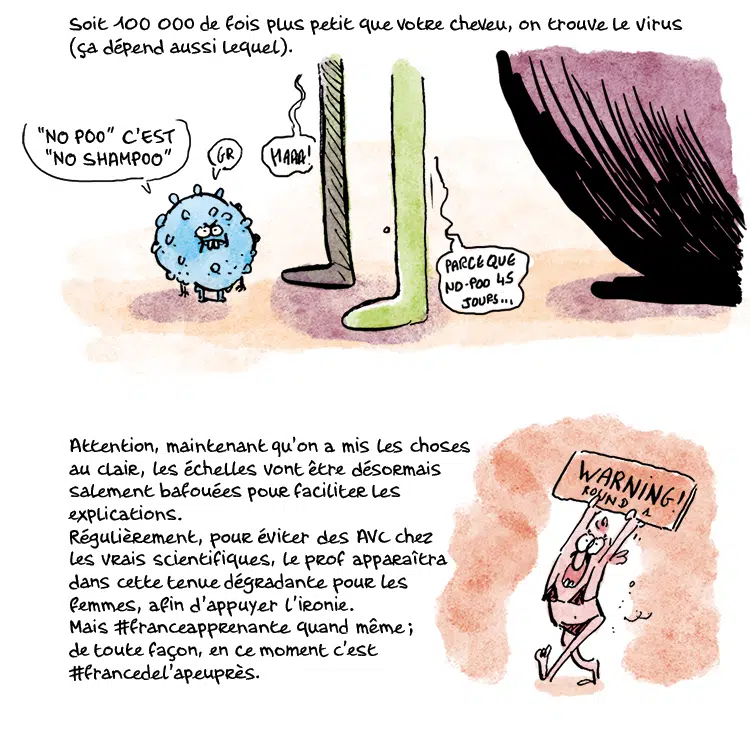 Soit 100 000 de fois plus petit que votre cheveu, on trouve le virus
(ça dépend aussi lequel).
"NO POO" C'EST
"NO SHAMPOO"
GR
HAAA!
PARCE QUE
NO-POO 45
JOURS...
Attention, maintenant qu'on a mis les choses
au clair, les échelles vont être désormais
salement bafouées pour faciliter les
explications.
Régulièrement, pour éviter des AVC chez
les vrais scientifiques, le prof apparaîtra
dans cette tenue dégradante pour les
femmes, afin d'appuyer l'ironie.
Mais #franceapprenante quand même ;
de toute façon, en ce moment c'est
#francedel'apeuprès.
WARNING!
ROUND 1